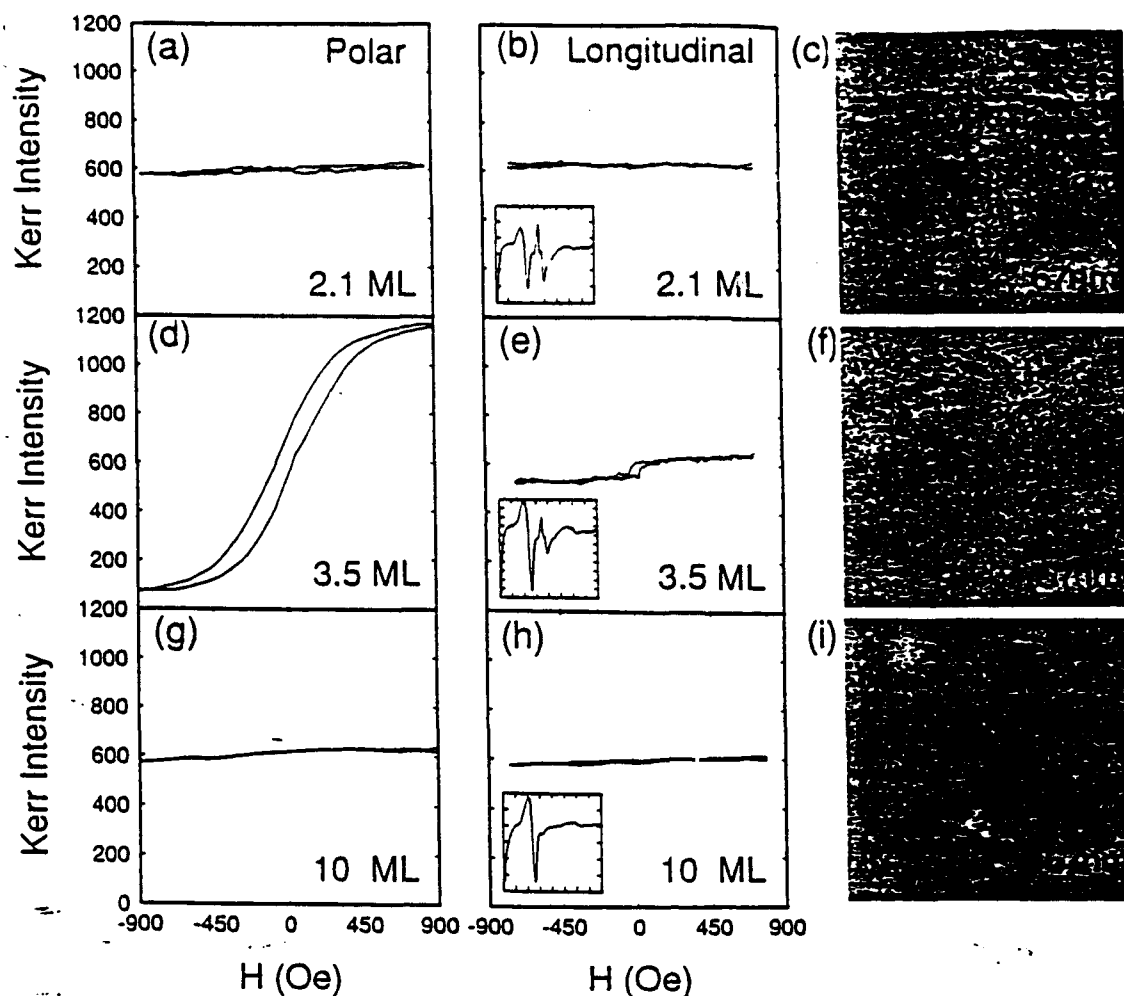 (a) Polar
(b) Longitudinal
(c)
1200
1000
800
600
400
200
Kerr Intensity
2.1 ML
2.1 ML
(d)
(e)
(f)
1200
1000
800
600
400
200
Kerr Intensity
3.5 ML
3.5 ML
(g)
(h)
(i)
1200
1000
800
600
400
200
0
Kerr Intensity
10 ML
10 ML
-900 -450 0 450 900
-900 -450 0 450 900
H (Oe)
H (Oe)